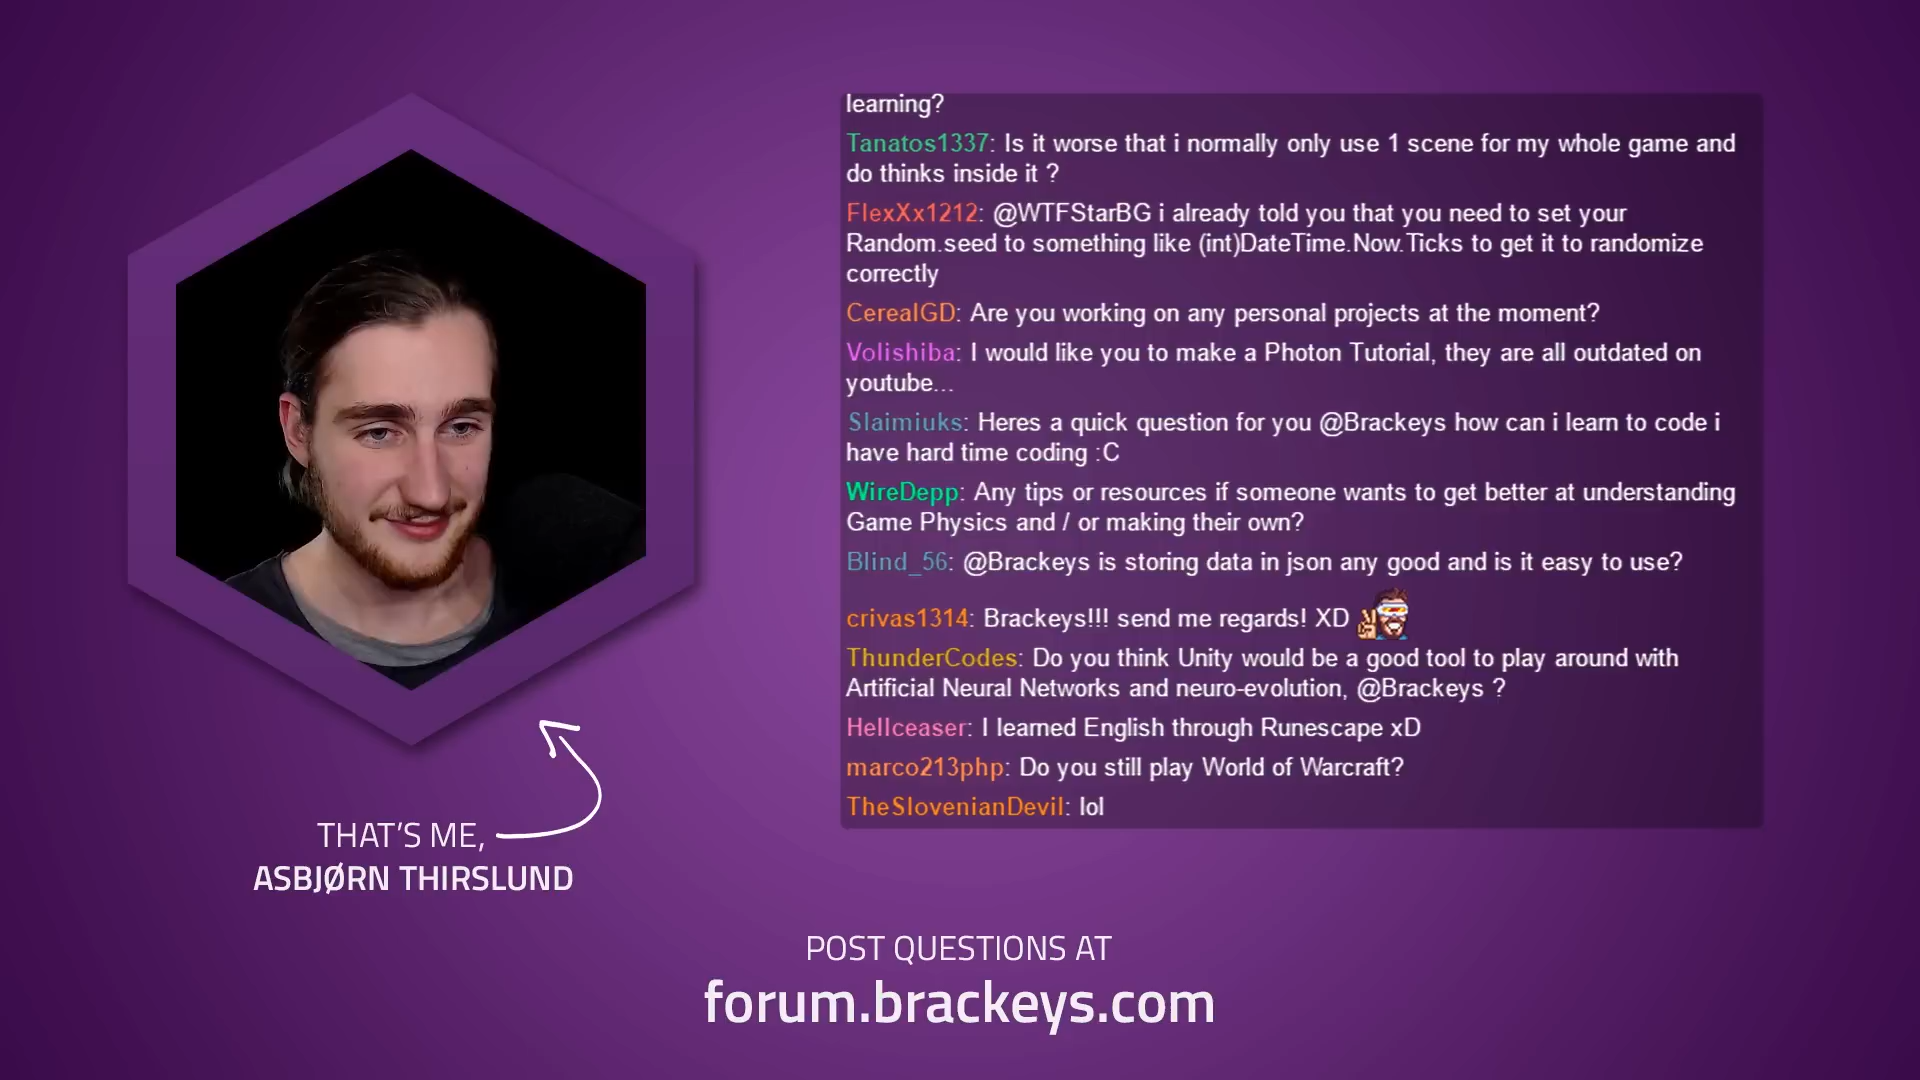 learning?
Tanatos1337: Is it worse that i normally only use 1 scene for my whole game and
do thinks inside it ?
FlexXx1212: @WTFStarBG i already told you that you need to set your
Random.seed to something like (int)DateTime.Now.Ticks to get it to randomize
correctly
CerealGD: Are you working on any personal projects at the moment?
Volishiba: I would like you to make a Photon Tutorial, they are all outdated on
youtube...
Slaimiuks: Heres a quick question for you @Brackeys how can i learn to code i
have hard time coding :C
WireDepp: Any tips or resources if someone wants to get better at understanding
Game Physics and / or making their own?
Blind_56: @Brackeys is storing data in json any good and is it easy to use?
crivas1314: Brackeys!!! send me regards! XD
ThunderCodes: Do you think Unity would be a good tool to play around with
Artificial Neural Networks and neuro-evolution, @Brackeys ?
Hellceaser: I learned English through Runescape xD
marco213php: Do you still play World of Warcraft?
TheSlovenianDevil: lol
THAT'S ME,
ASBJØRN THIRSLUND
POST QUESTIONS AT
forum.brackeys.com